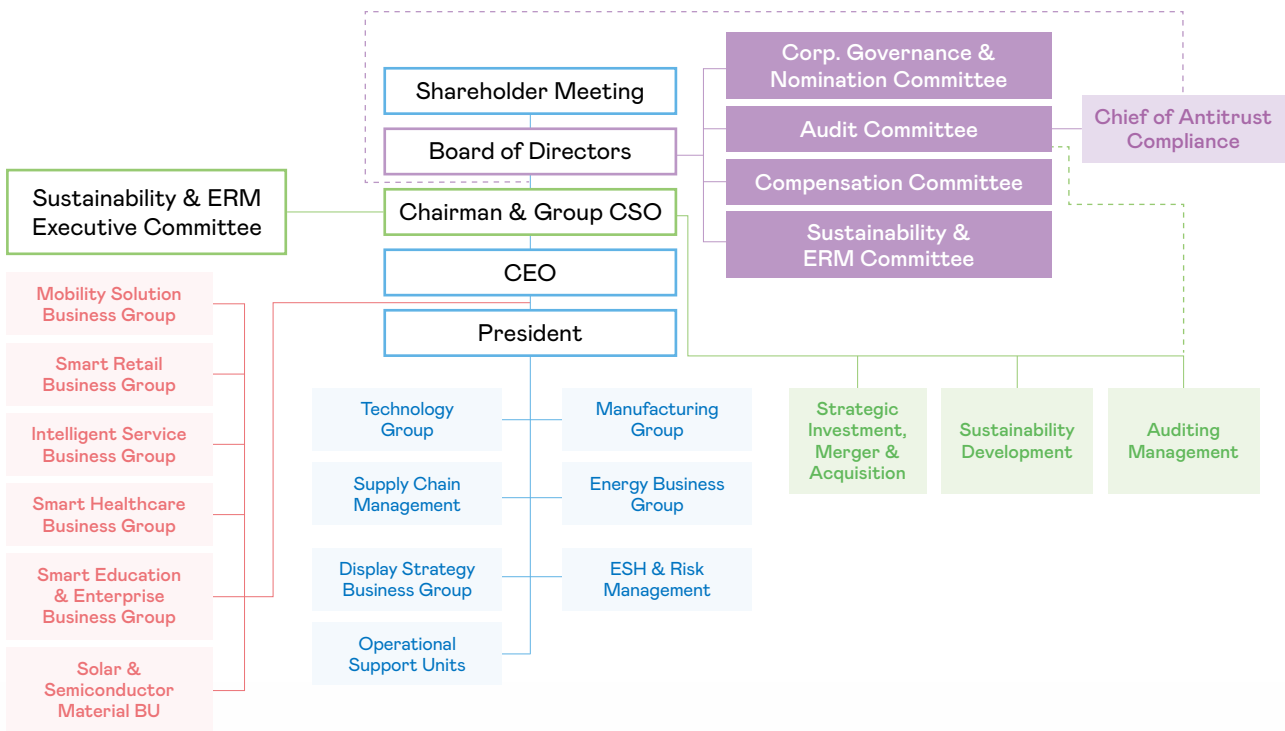 Shareholder Meeting
Board of Directors
Chairman & Group CSO
CEO
President
Sustainability & ERM
Executive Committee
Corp. Governance &
Nomination Committee
Audit Committee
Compensation Committee
Sustainability &
ERM Committee
Chief of Antitrust
Compliance
Mobility Solution
Business Group
Smart Retail
Business Group
Intelligent Service
Business Group
Smart Healthcare
Business Group
Smart Education
& Enterprise
Business Group
Solar &
Semiconductor
Material BU
Technology
Group
Manufacturing
Group
Supply Chain
Management
Energy Business
Group
Display Strategy
Business Group
ESH & Risk
Management
Operational
Support Units
Strategic
Investment,
Merger &
Acquisition
Sustainability
Development
Auditing
Management